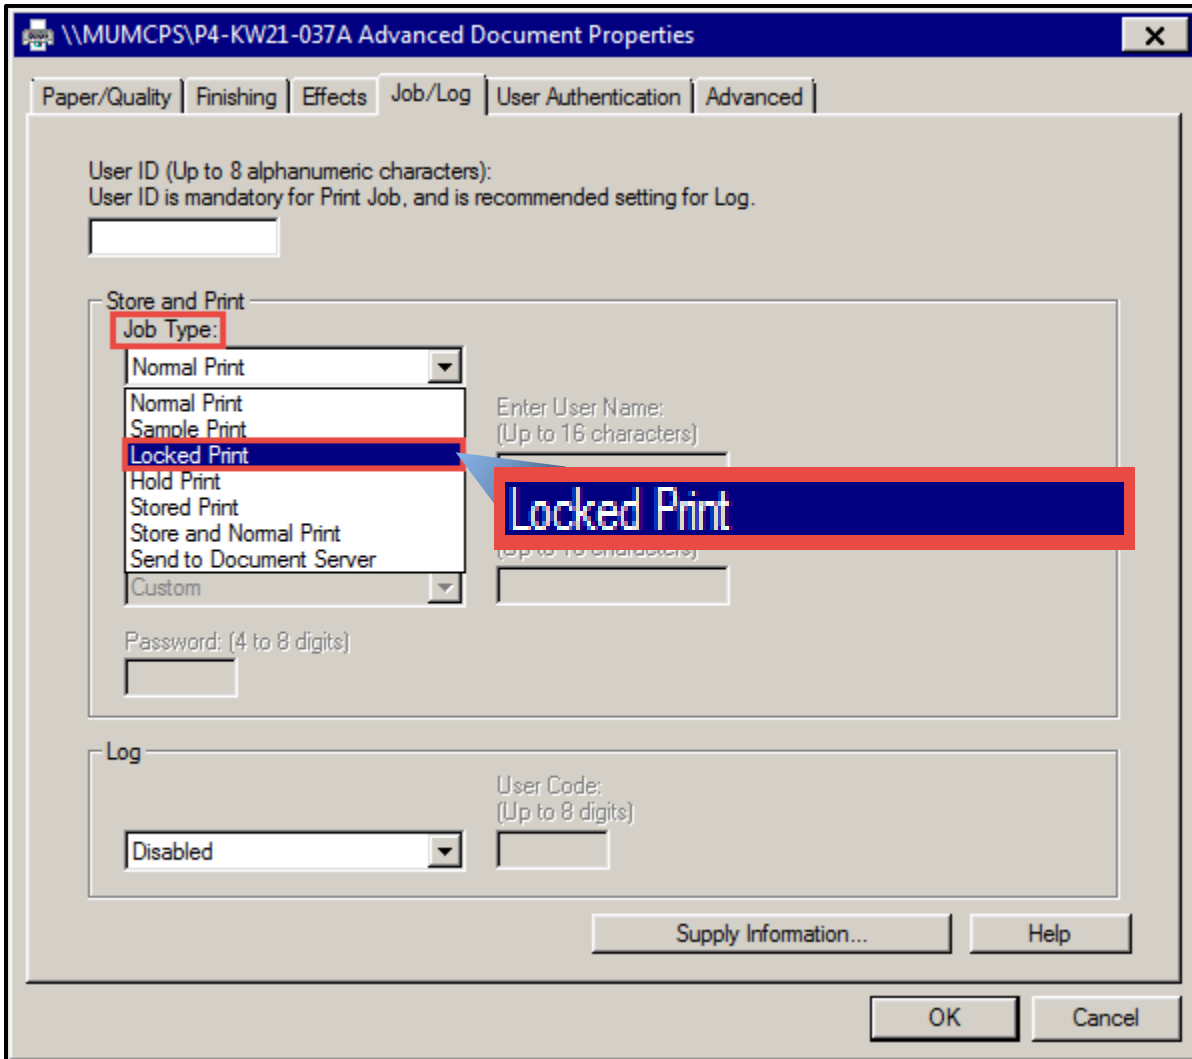 \\MUMCPS\P4-KW21-037A Advanced Document Properties
Paper/Quality Finishing Effects Job/Log User Authentication Advanced
User ID (Up to 8 alphanumeric characters):
User ID is mandatory for Print Job, and is recommended setting for Log.
Store and Print
Job Type:
Normal Print
Normal Print
Sample Print
Locked Print
Hold Print
Stored Print
Store and Normal Print
Send to Document Server
Custom
Enter User Name:
(Up to 16 characters)
Locked Print
(Up to 16 characters)
Password: (4 to 8 digits)
Log
User Code:
(Up to 8 digits)
Disabled
Supply Information... Help
OK Cancel